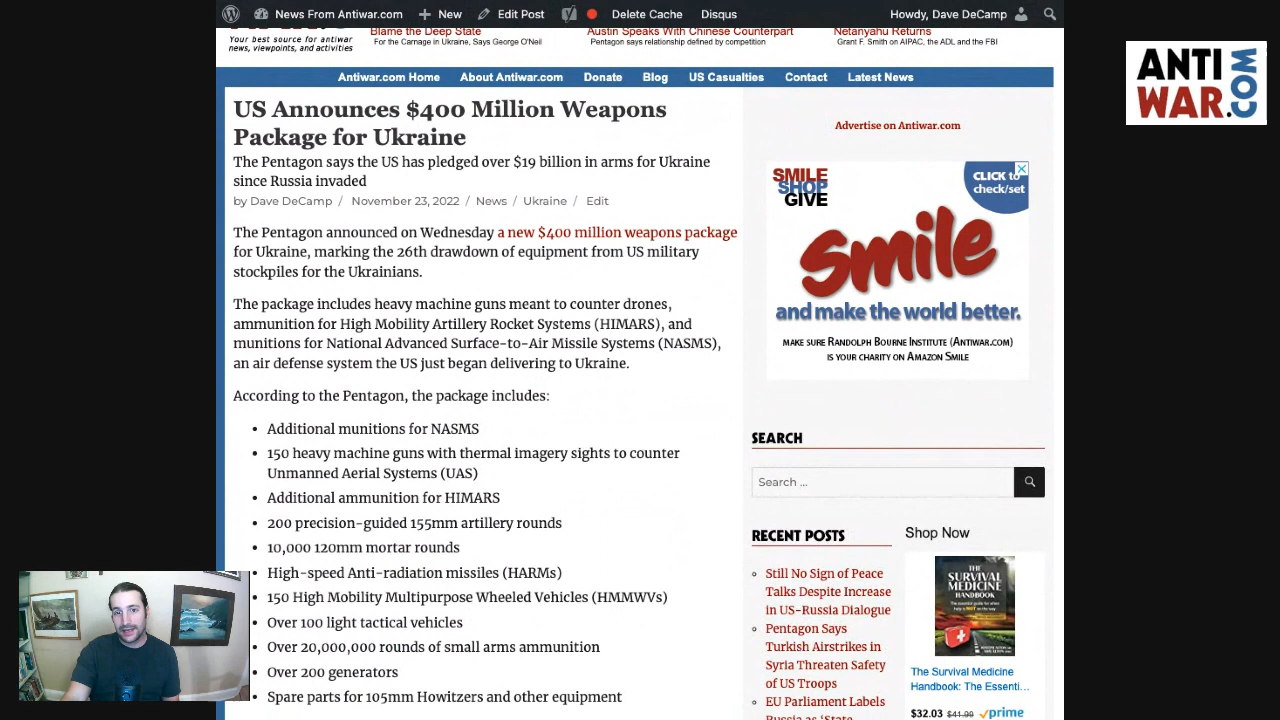 News From Antiwar.com
New
Edit Post
Delete Cache
Disqus
Howdy, Dave DeCamp
Your best source for antiwar
news, viewpoints, and activities
Blame the Deep State
For the Carnage in Ukraine, Says George O'Neil
Austin Speaks With Chinese Counterpart
Pentagon says relationship defined by competition
Netanyahu Returns
Grant F. Smith on AIPAC, the ADL and the FBI
ANTI
WAR.COM
Antiwar.com Home
About Antiwar.com
Donate
Blog
US Casualties
Contact
Latest News
US Announces $400 Million Weapons
Package for Ukraine
The Pentagon says the US has pledged over $19 billion in arms for Ukraine
since Russia invaded
by Dave DeCamp / November 23, 2022 / News / Ukraine / Edit
The Pentagon announced on Wednesday a new $400 million weapons package
for Ukraine, marking the 26th drawdown of equipment from US military
stockpiles for the Ukrainians.
The package includes heavy machine guns meant to counter drones,
ammunition for High Mobility Artillery Rocket Systems (HIMARS), and
munitions for National Advanced Surface-to-Air Missile Systems (NASMS),
an air defense system the US just began delivering to Ukraine.
According to the Pentagon, the package includes:
• Additional munitions for NASMS
• 150 heavy machine guns with thermal imagery sights to counter
Unmanned Aerial Systems (UAS)
• Additional ammunition for HIMARS
• 200 precision-guided 155mm artillery rounds
• 10,000 120mm mortar rounds
• High-speed Anti-radiation missiles (HARMs)
• 150 High Mobility Multipurpose Wheeled Vehicles (HMMWVs)
• Over 100 light tactical vehicles
• Over 20,000,000 rounds of small arms ammunition
• Over 200 generators
• Spare parts for 105mm Howitzers and other equipment
Advertise on Antiwar.com
SMILE
SHOP
GIVE
CLICK to
check/set
Smile
and make the world better.
MAKE SURE RANDOLPH BOURNE INSTITUTE (ANTIWAR.COM)
IS YOUR CHARITY ON AMAZON SMILE
SEARCH
Search ...
RECENT POSTS
Still No Sign of Peace
Talks Despite Increase
in US-Russia Dialogue
Pentagon Says
Turkish Airstrikes in
Syria Threaten Safety
of US Troops
EU Parliament Labels
Russia as 'State
Shop Now
THE
SURVIVAL
MEDICINE
HANDBOOK
The Survival Medicine
Handbook: The Essenti...
$32.03 $41.99 prime